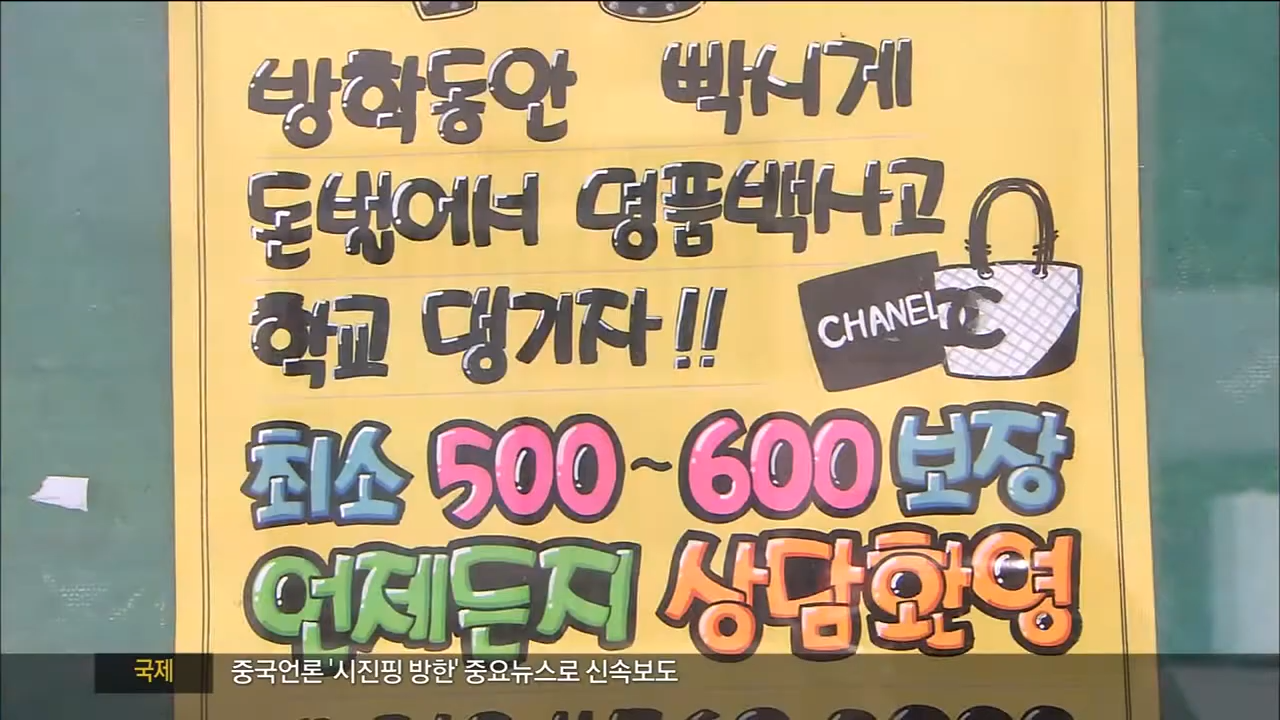 방학동안 빡시게
돈벌어서 명품백사고
학교 댕기자!!
CHANEL
최소 500~600 보장
언제든지 상담환영
국제 중국언론 '시진핑 방한' 중요뉴스로 신속보도